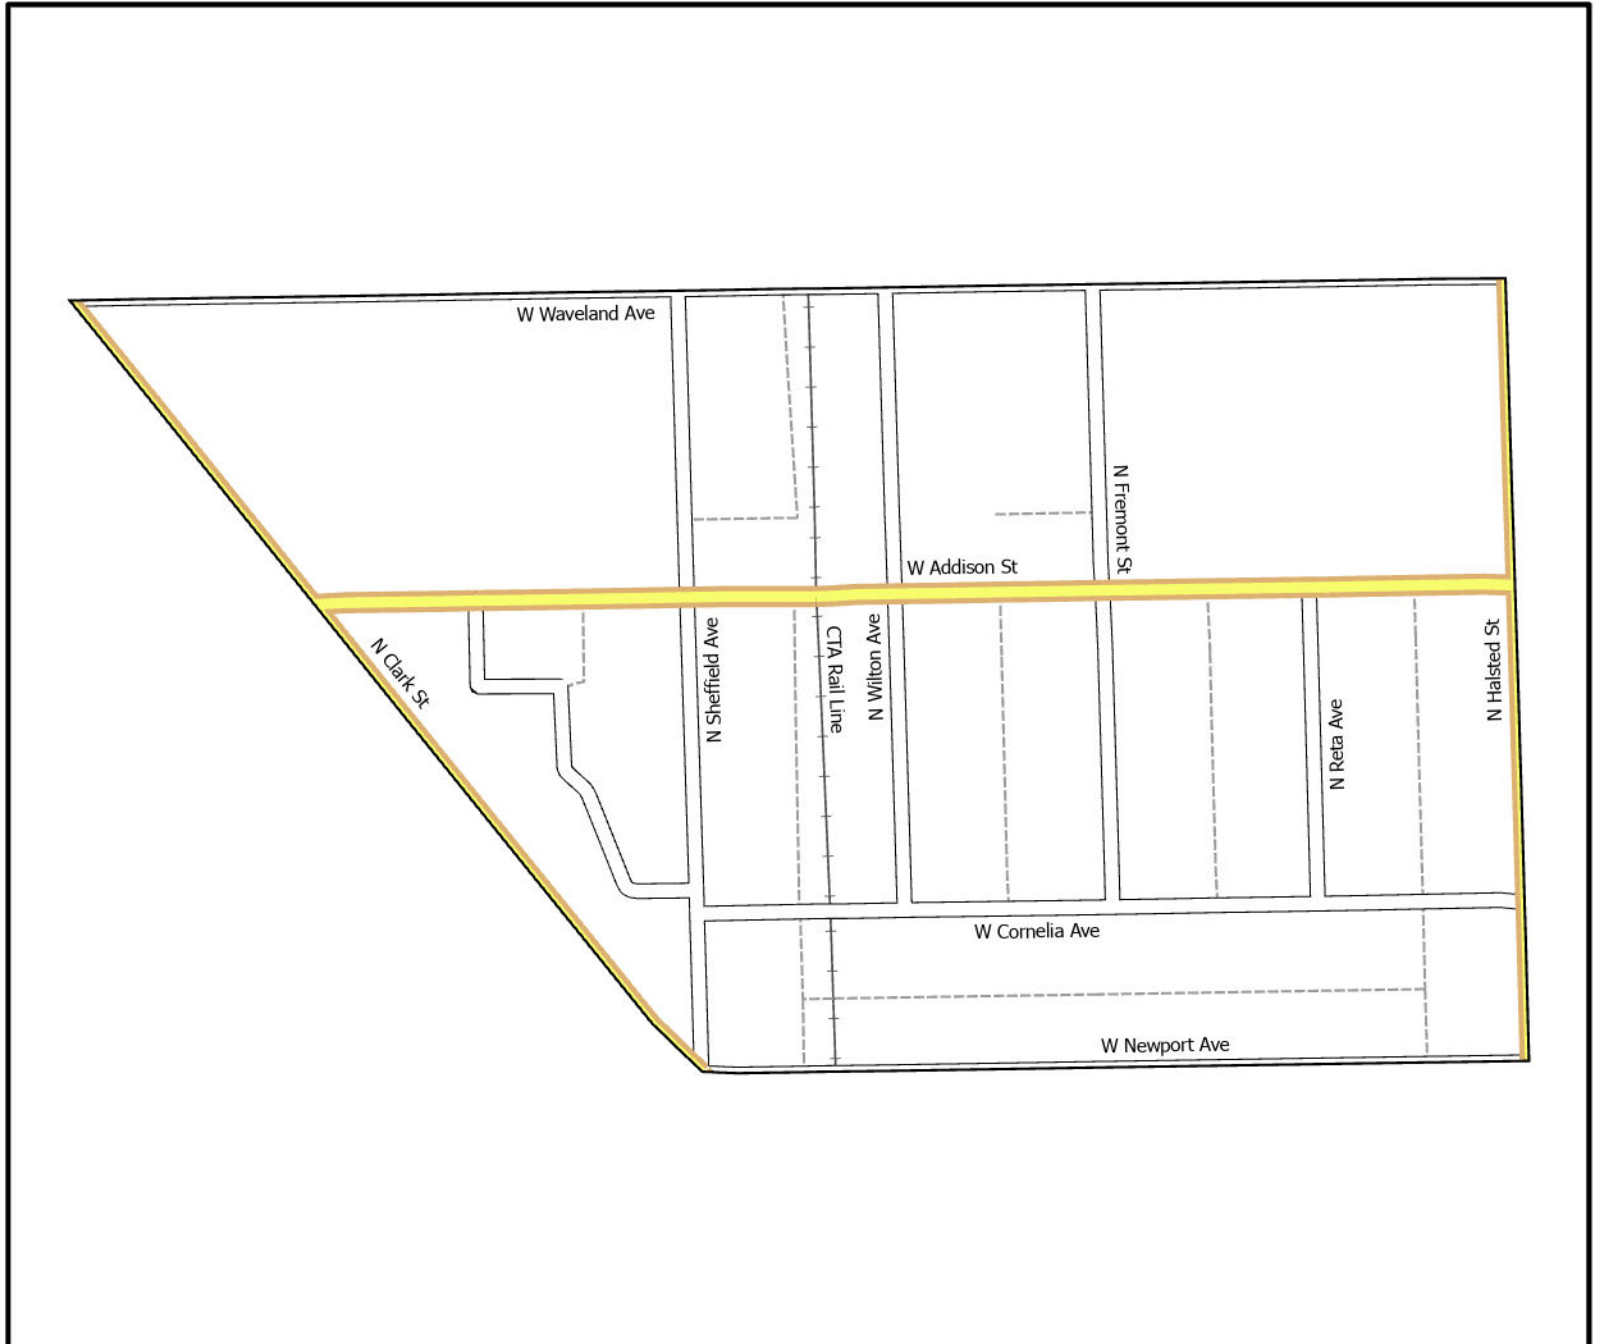 W Waveland Ave
N Fremont St
W Addison St
N Clark St
N Sheffield Ave
CTA Rail Line
N Wilton Ave
N Reta Ave
N Halsted St
W Cornelia Ave
W Newport Ave